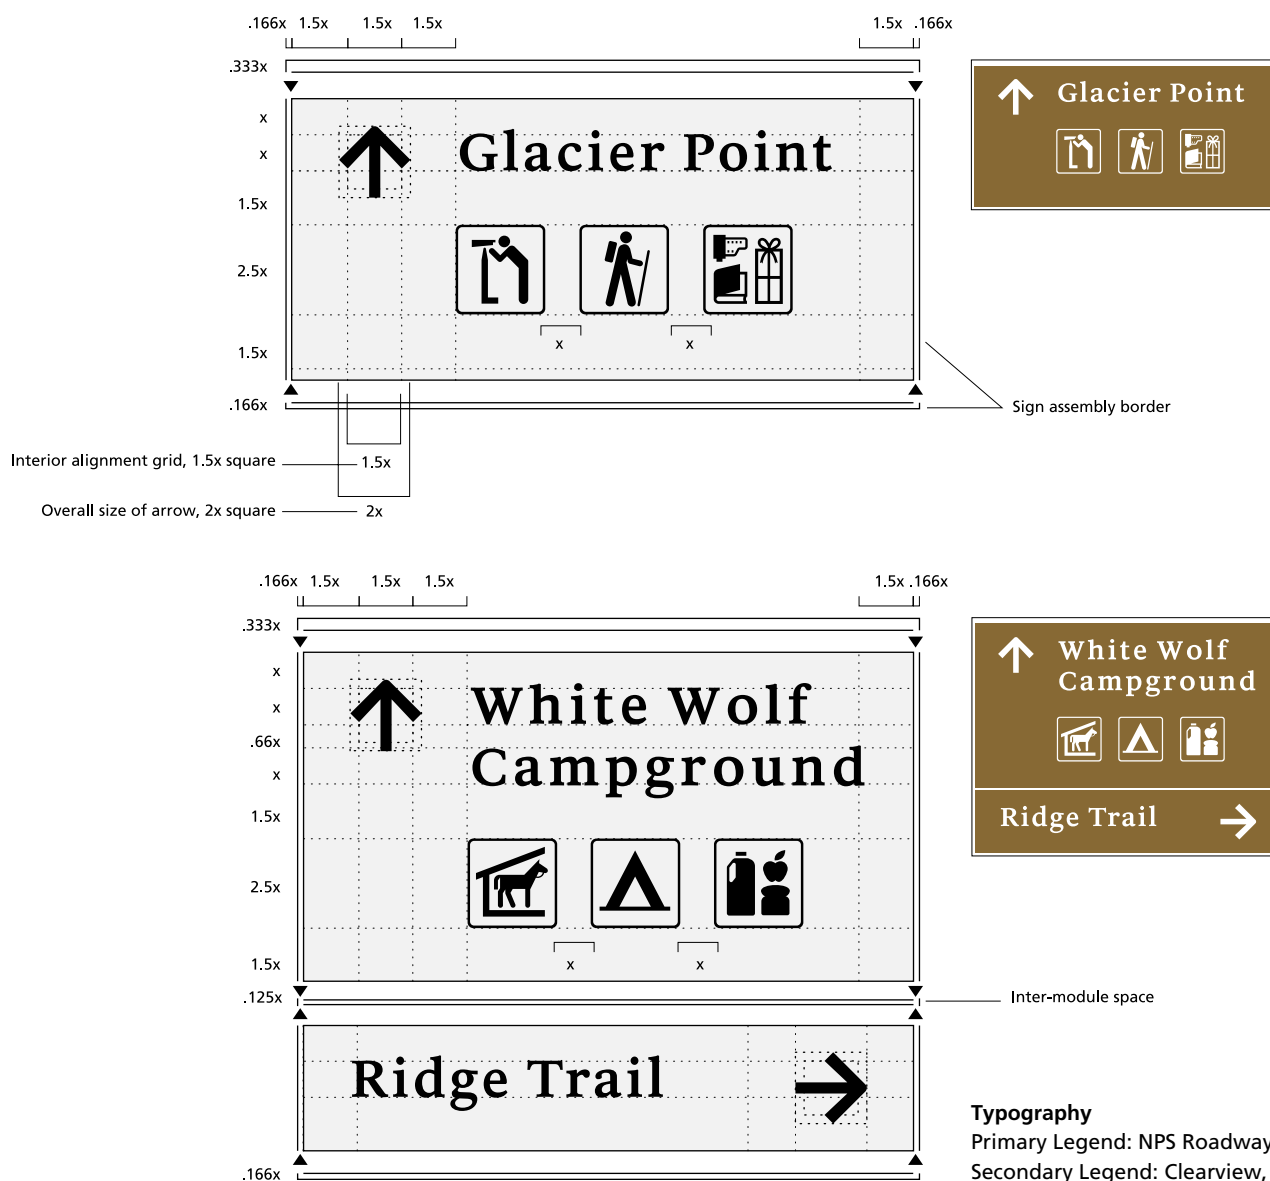 .166x 1.5x 1.5x 1.5x 1.5x .166x
.333x
x
x
1.5x
2.5x
1.5x
.166x
Glacier Point
x x
Glacier Point
Sign assembly border
Interior alignment grid, 1.5x square 1.5x
Overall size of arrow, 2x square 2x
.166x 1.5x 1.5x 1.5x 1.5x .166x
.333x
x
x
.66x
x
1.5x
2.5x
1.5x
.125x
White Wolf
Campground
x x
White Wolf
Campground
Ridge Trail
Inter-module space
Ridge Trail
.166x
Typography
Primary Legend: NPS Roadway
Secondary Legend: Clearview,